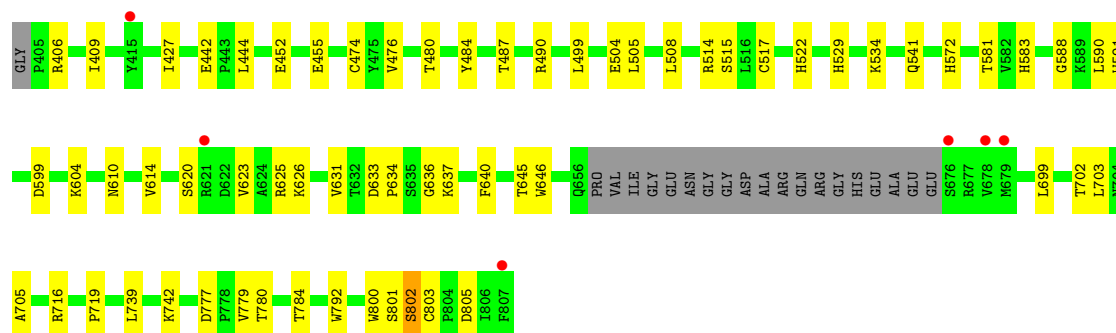 GLY P405 R406 I409 Y415 I427 E442 P443 L444 E452 E455 C474 Y475 V476 T480 Y484 T487 R490 L499 E504 L505 L508 R514 S515 L516 C517 H522 H529 K534 Q541 H572 T581 V582 H583 G588 K589 L590
D599 K604 N610 V614 S620 R621 D622 V623 A624 R625 K626 V631 T632 D633 P634 S635 G636 K637 F640 T645 W646 Q656 PRO VAL ILE GLY GLU ASN GLY GLY ASP ALA ARG GLN ARG GLY HIS GLU ALA GLU GLU S676 R677 V678 M679 L699 T702 L703
A705 R716 P719 L739 K742 D777 P778 V779 T780 T784 W792 W800 S801 S802 C803 P804 D805 I806 F807